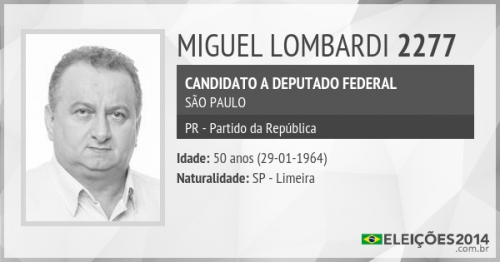 MIGUEL LOMBARDI 2277
CANDIDATO A DEPUTADO FEDERAL
SÃO PAULO
PR - Partido da República
Idade: 50 anos (29-01-1964)
Naturalidade: SP - Limeira
ELEIÇÕES2014
.com.br